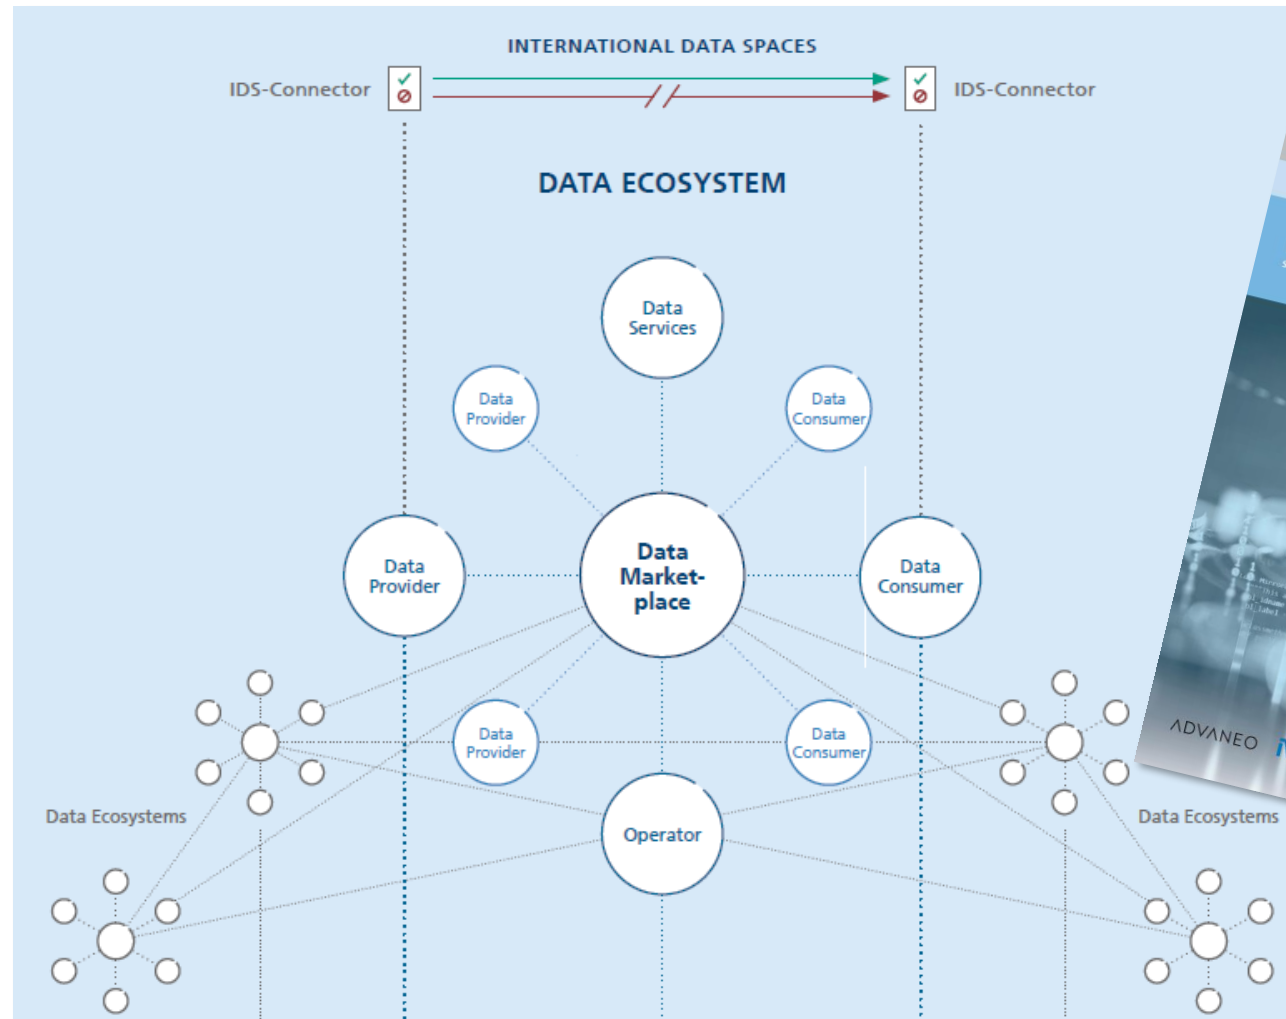 INTERNATIONAL DATA SPACES
IDS-Connector
IDS-Connector
DATA ECOSYSTEM
Data
Services
Data
Provider
Data
Consumer
Data
Provider
Data
Market-
place
Data
Consumer
Data
Provider
Data
Consumer
Data Ecosystems
Operator
Data Ecosystems
ADVANEO